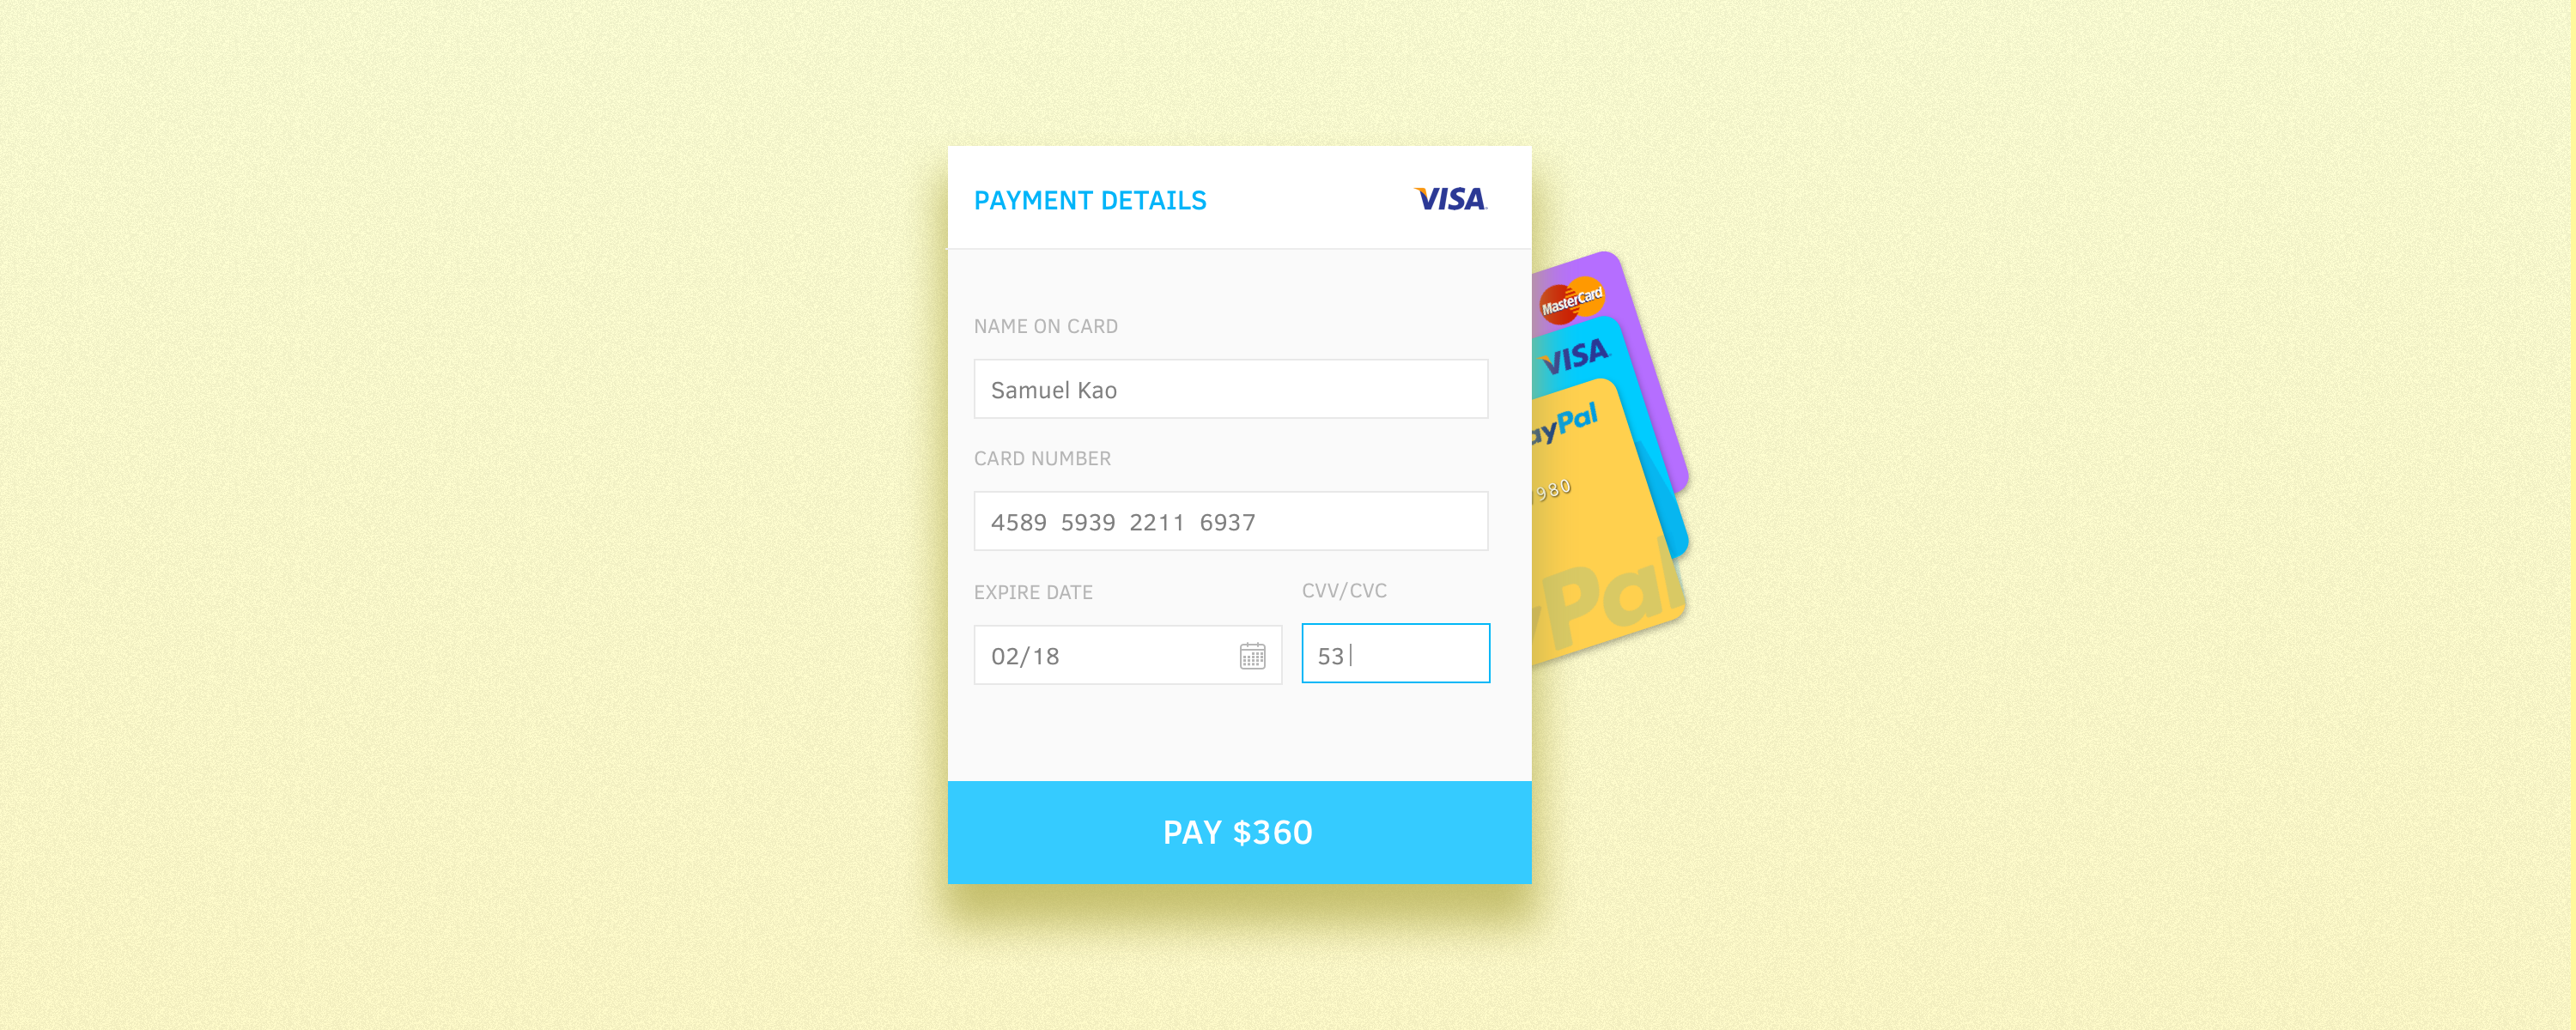 PAYMENT DETAILS VISA
NAME ON CARD
Samuel Kao
CARD NUMBER
4589 5939 2211 6937
EXPIRE DATE CVV/CVC
02/18 53
PAY $360
MasterCard
VISA
ayPal
980
yPal